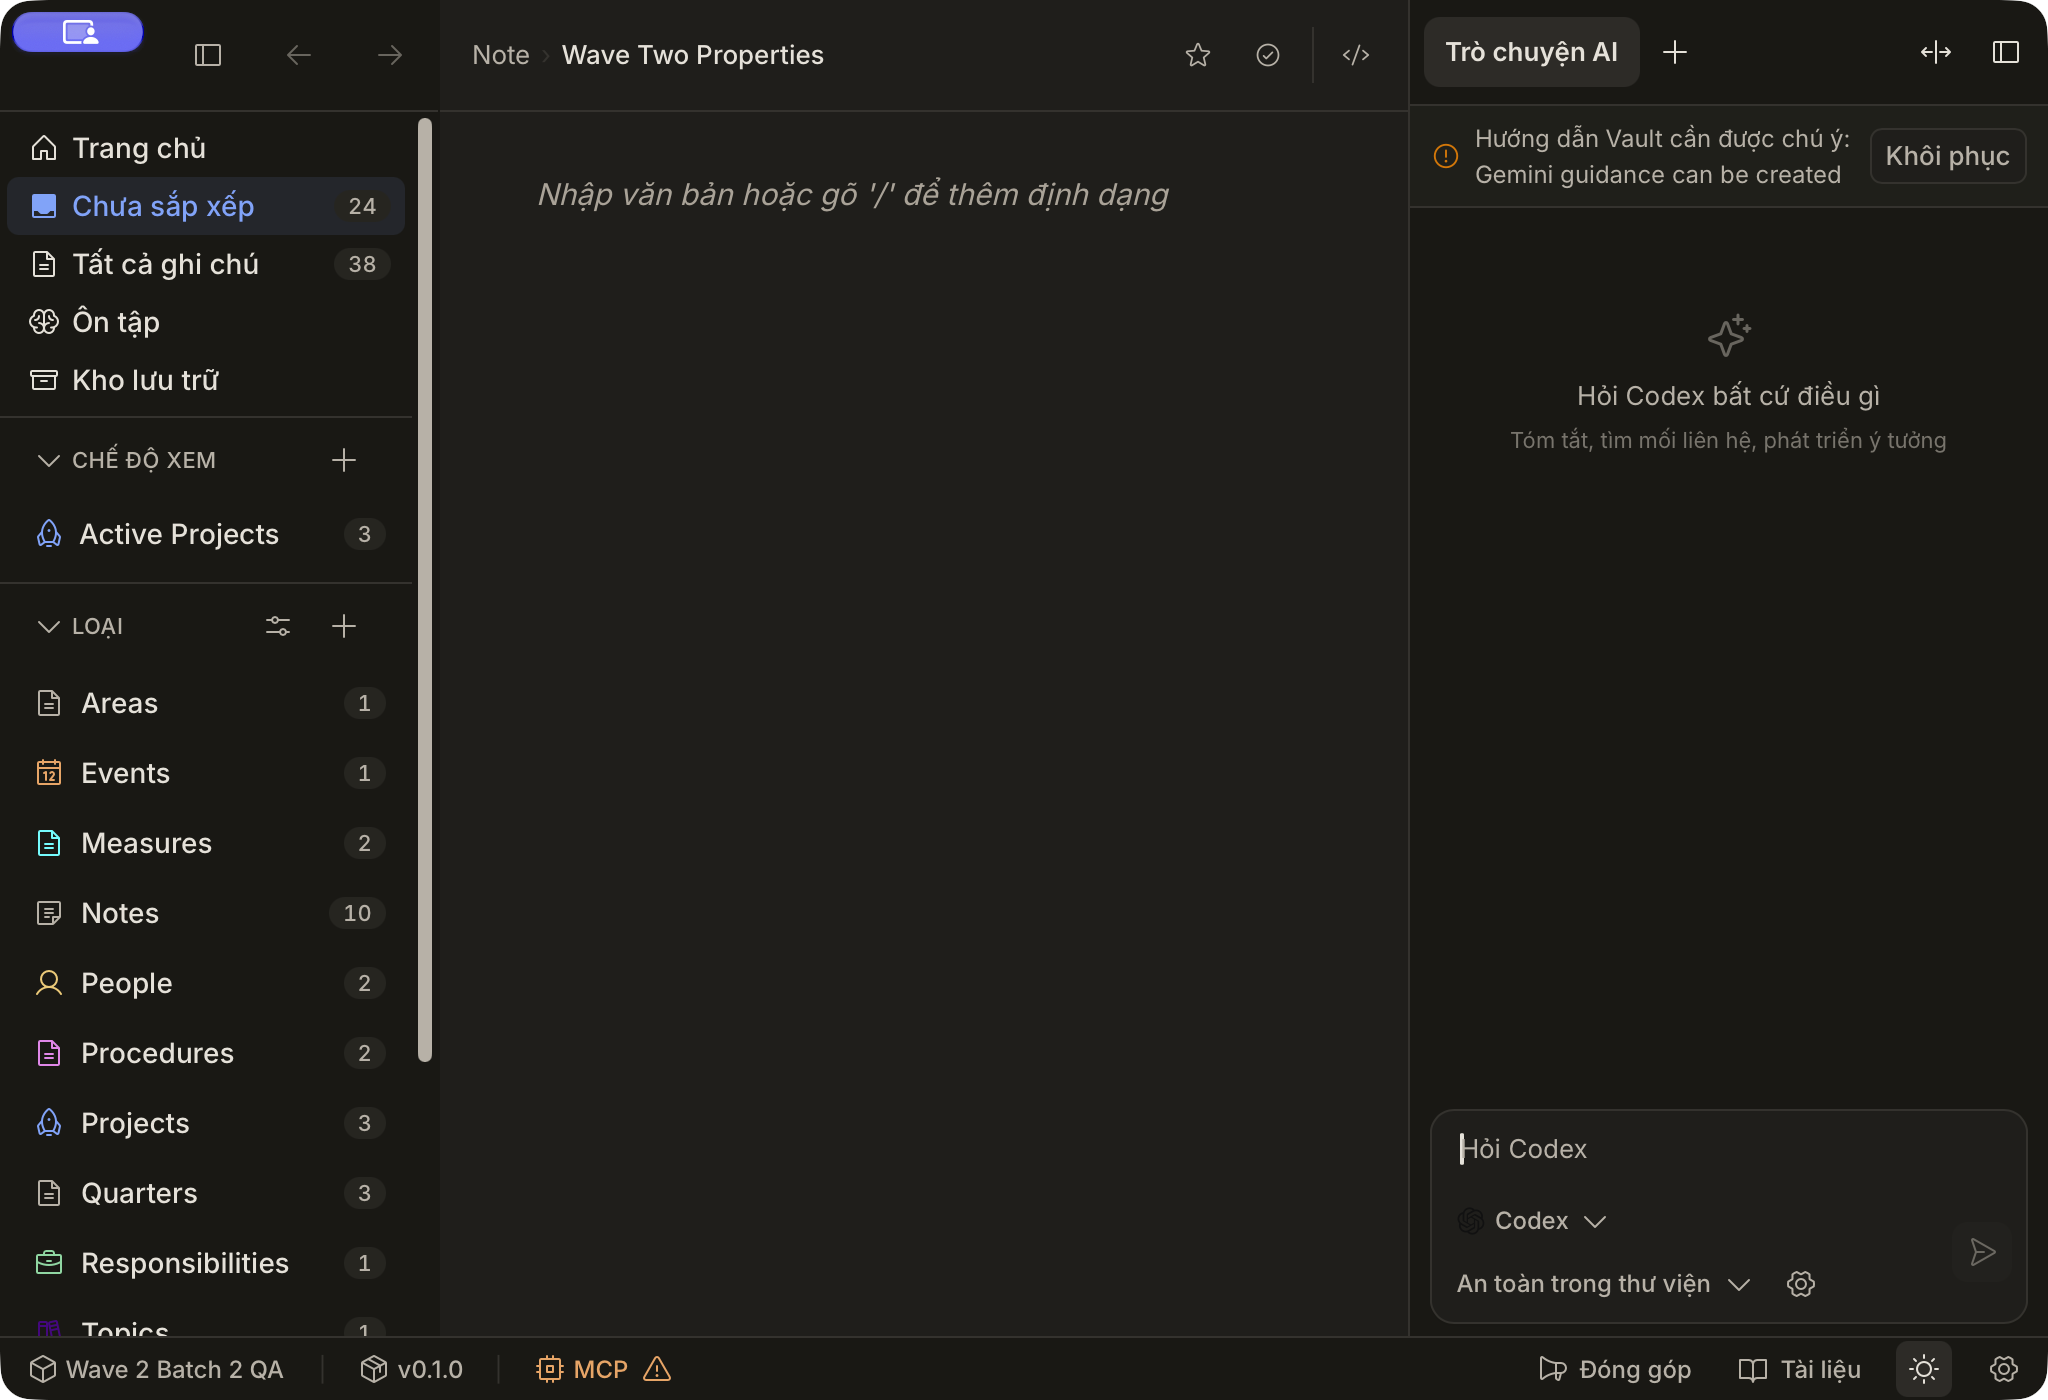 Note › Wave Two Properties
Trò chuyện AI
Trang chủ
Chưa sắp xếp 24
Tất cả ghi chú 38
Ôn tập
Kho lưu trữ
CHẾ ĐỘ XEM
Active Projects 3
LOẠI
Areas 1
Events 1
Measures 2
Notes 10
People 2
Procedures 2
Projects 3
Quarters 3
Responsibilities 1
Topics 1
Nhập văn bản hoặc gõ '/' để thêm định dạng
Hướng dẫn Vault cần được chú ý:
Gemini guidance can be created
Khôi phục
Hỏi Codex bất cứ điều gì
Tóm tắt, tìm mối liên hệ, phát triển ý tưởng
Hỏi Codex
Codex
An toàn trong thư viện
Wave 2 Batch 2 QA
v0.1.0
MCP
Đóng góp
Tài liệu